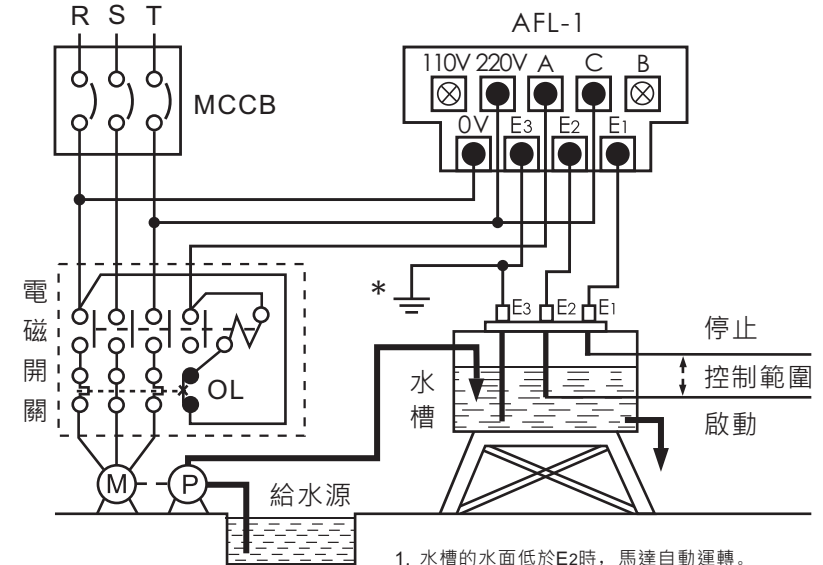 R S T
AFL-1
110V 220V A C B
MCCB
0V E3 E2 E1
電磁開關
*
E3 E2 E1
停止
控制範圍
啟動
水槽
OL
M P
給水源
1. 水槽的水面低於E2時，馬達自動運轉。